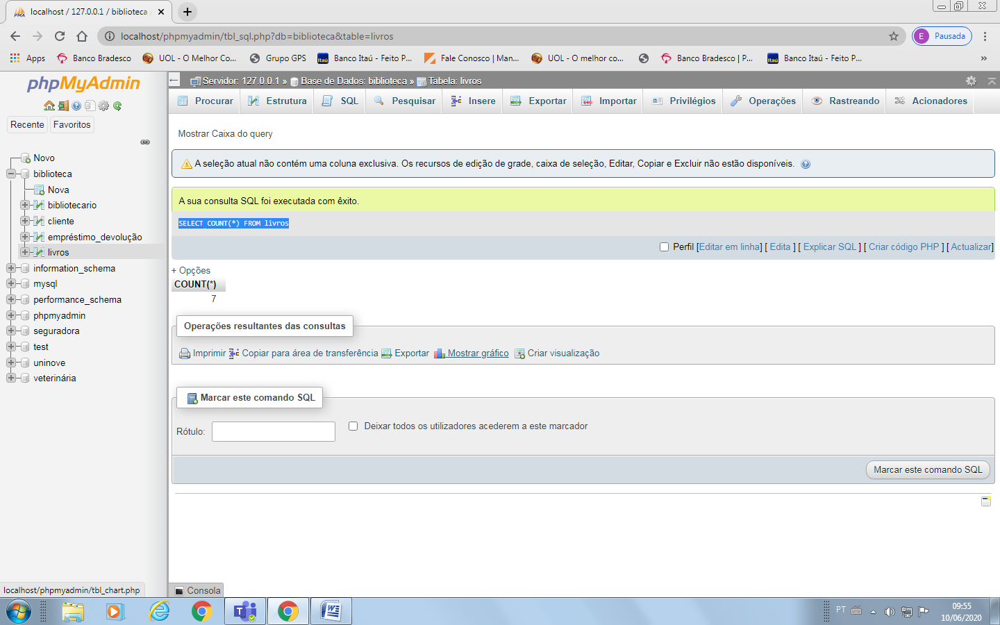 localhost / 127.0.0.1 / biblioteca
localhost/phpmyadmin/tbl_sql.php?db=biblioteca&table=livros
E Pausada
Apps Banco Bradesco UOL - O Melhor Co... Grupo GPS Banco Itaú - Feito P... Fale Conosco | Man... UOL - O melhor co... Banco Bradesco | P... Banco Itaú - Feito P... »
phpMyAdmin
Recente Favoritos
Novo
biblioteca
Nova
bibliotecario
cliente
empréstimo_devolução
livros
information_schema
mysql
performance_schema
phpmyadmin
seguradora
test
uninove
veterinária
localhost/phpmyadmin/tbl_chart.php
Servidor: 127.0.0.1 » Base de Dados: biblioteca » Tabela: livros
Procurar Estrutura SQL Pesquisar Insere Exportar Importar Privilégios Operações Rastreando Acionadores
Mostrar Caixa do query
A seleção atual não contém uma coluna exclusiva. Os recursos de edição de grade, caixa de seleção, Editar, Copiar e Excluir não estão disponíveis.
A sua consulta SQL foi executada com êxito.
SELECT COUNT(*) FROM livros
Perfil [Editar em linha] [ Edita ] [ Explicar SQL ] [ Criar código PHP ] [ Actualizar]
+ Opções
COUNT(*)
7
Operações resultantes das consultas
Imprimir Copiar para área de transferência Exportar Mostrar gráfico Criar visualização
Marcar este comando SQL
Rótulo: Deixar todos os utilizadores acederem a este marcador
Marcar este comando SQL
Consola
PT 09:55
10/06/2020